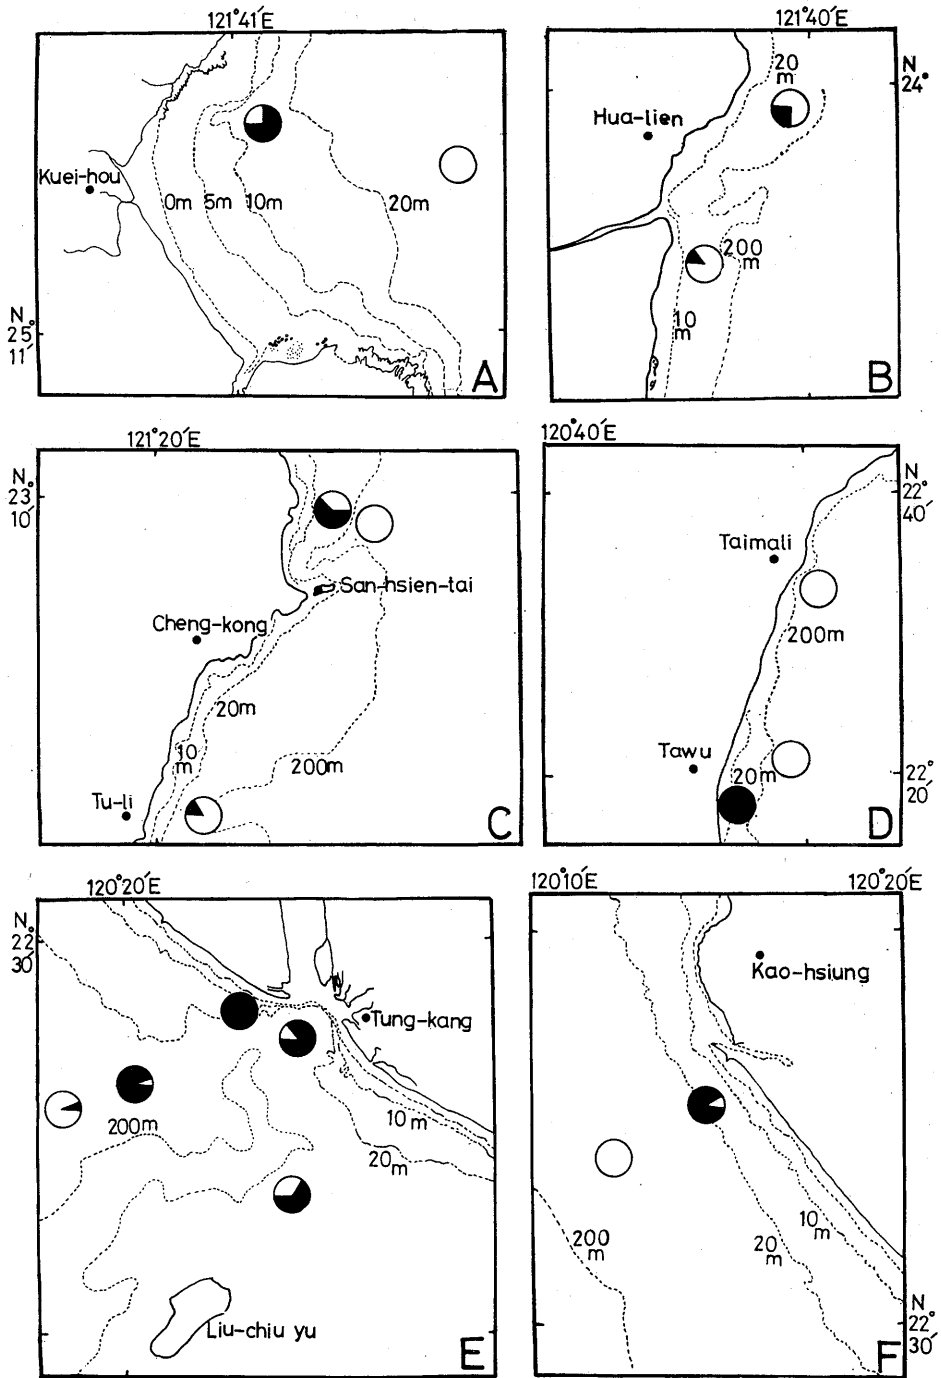 121°41′E
Kuei-hou
0m 5m 10m 20m
N
25°
11′
A
121°40′E
20
m
N
24°
Hua-lien
200
m
10
m
B
121°20′E
N
23°
10′
San-hsien-tai
Cheng-kong
20m
10
m
200m
Tu-li
C
120°40′E
N
22°
40′
Taimali
200m
Tawu
20m
22°
20′
D
120°20′E
N
22°
30′
Tung-kang
200m
10m
20m
Liu-chiu yu
E
120°10′E 120°20′E
Kao-hsiung
10m
200
m
20
m
N
22°
30′
F